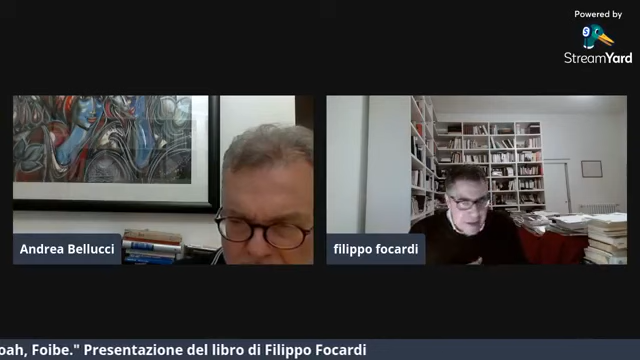 Powered by
StreamYard
Andrea Bellucci
filippo focardi
oah, Foibe." Presentazione del libro di Filippo Focardi